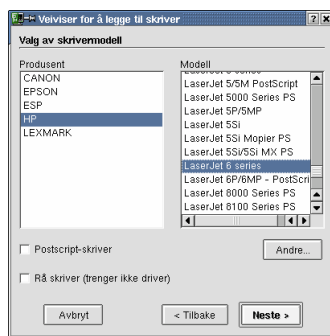 Veiviser for å legge til skriver
Valg av skrivermodell
Produsent
CANON
EPSON
ESP
HP
LEXMARK
Modell
LaserJet 5/5M PostScript
LaserJet 5000 Series PS
LaserJet 5P/5MP
LaserJet 5Si
LaserJet 5Si Mopier PS
LaserJet 5Si/5Si MX PS
LaserJet 6 series
LaserJet 6P/6MP - PostScri
LaserJet 8000 Series PS
LaserJet 8100 Series PS
Postscript-skriver
Andre...
Rå skriver (trenger ikke driver)
Avbryt
< Tilbake
Neste >